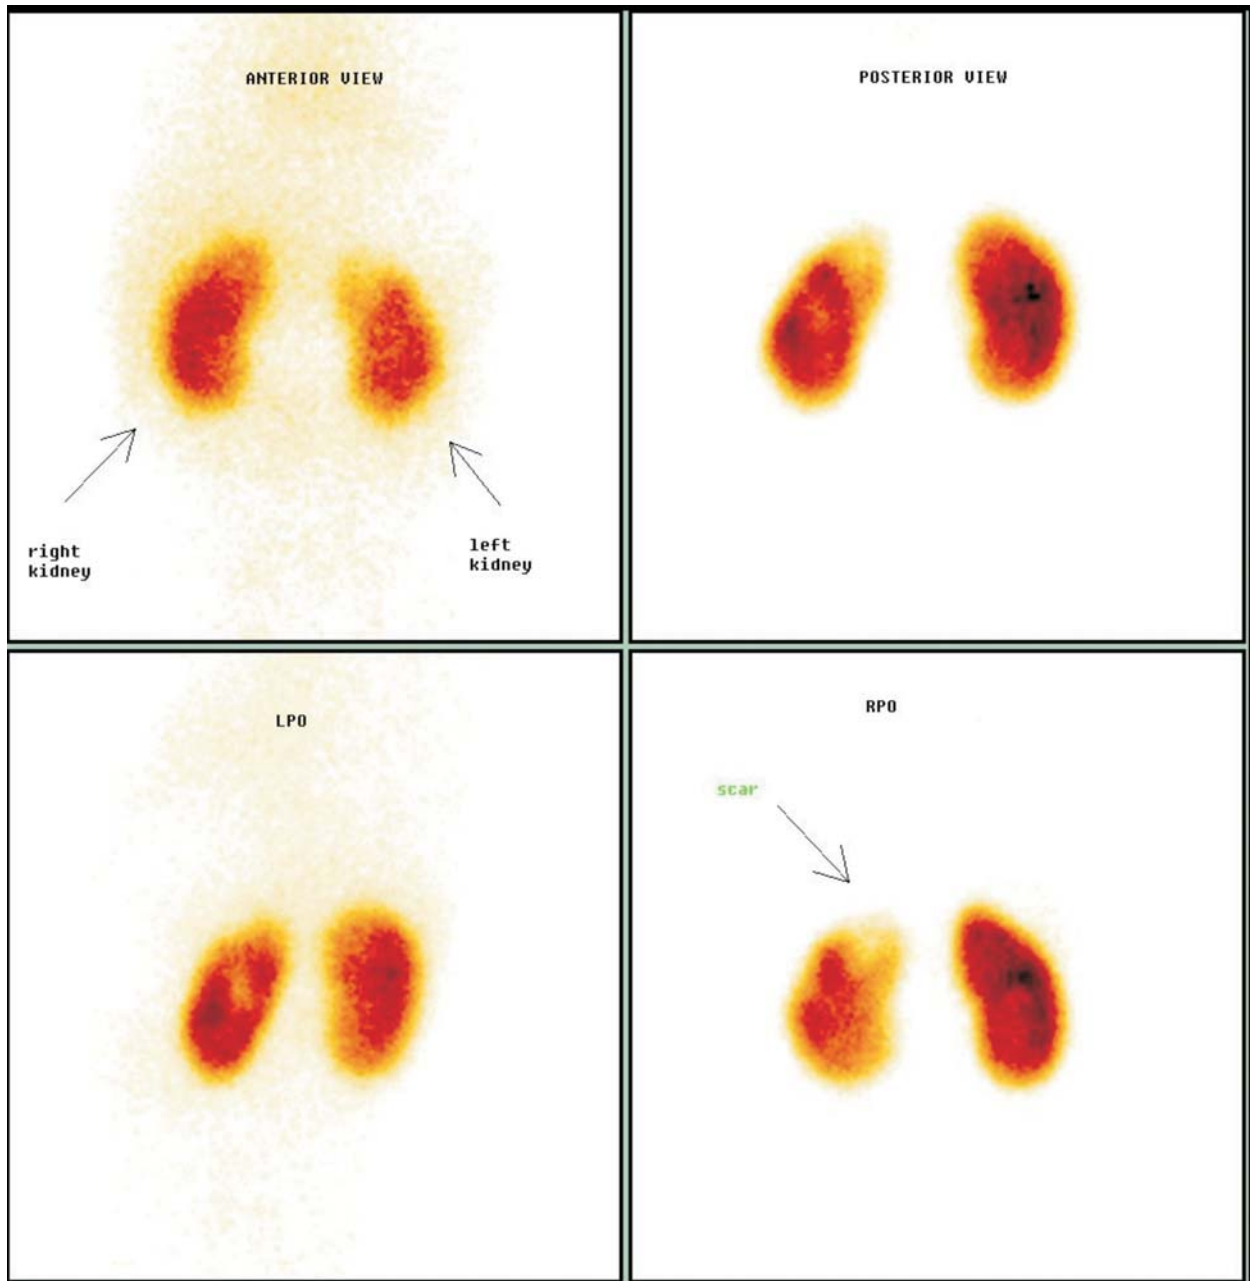 ANTERIOR VIEW
POSTERIOR VIEW
right
kidney
left
kidney
LPO
RPO
scar